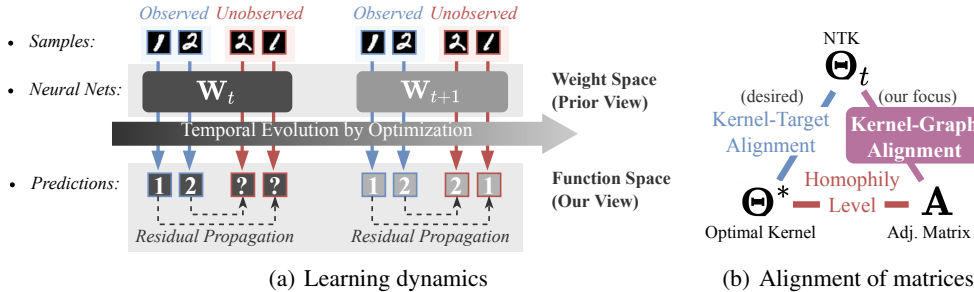 Observed Unobserved Observed Unobserved
• Samples:
• Neural Nets: W_t W_{t+1} Weight Space
(Prior View)
Temporal Evolution by Optimization
• Predictions: 1 2 ? ? 1 2 2 1 Function Space
(Our View)
Residual Propagation Residual Propagation
(a) Learning dynamics
NTK
Θ_t
(desired) (our focus)
Kernel-Target Kernel-Graph
Alignment Alignment
Homophily
Θ* Level A
Optimal Kernel Adj. Matrix
(b) Alignment of matrices